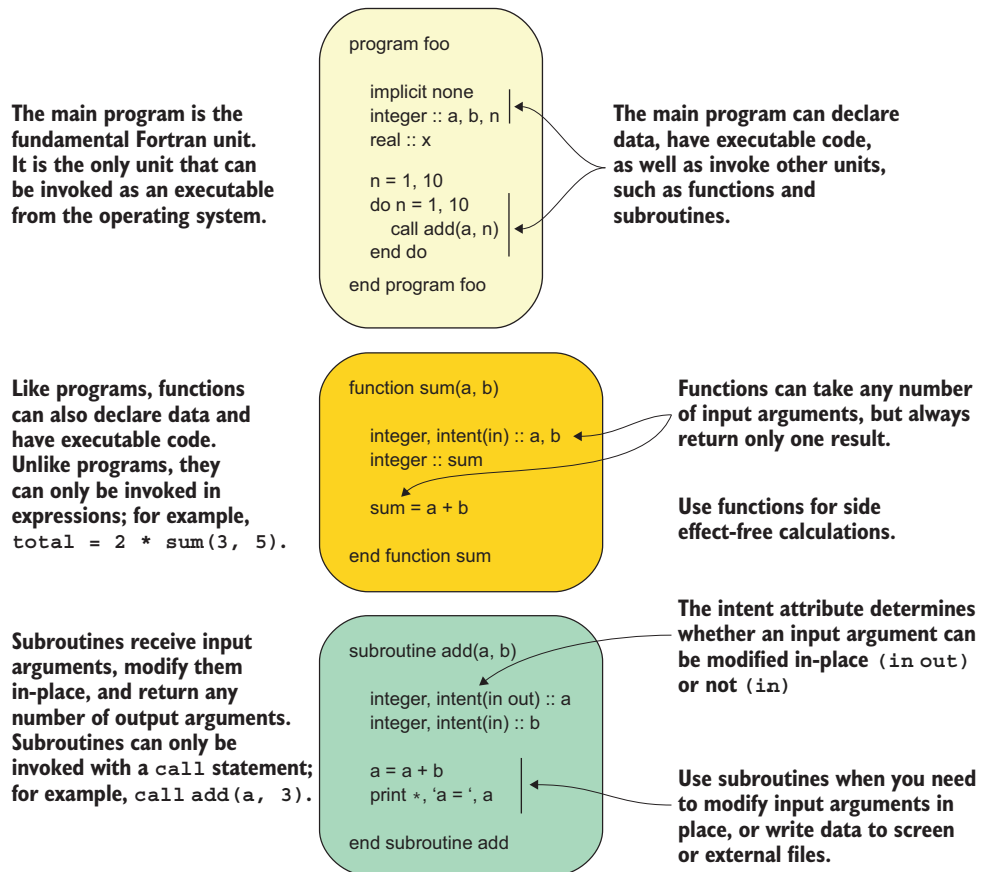 program foo
implicit none
integer :: a, b, n
real :: x
n = 1, 10
do n = 1, 10
call add(a, n)
end do
end program foo
The main program is the
fundamental Fortran unit.
It is the only unit that can
be invoked as an executable
from the operating system.
The main program can declare
data, have executable code,
as well as invoke other units,
such as functions and
subroutines.
Like programs, functions
can also declare data and
have executable code.
Unlike programs, they
can only be invoked in
expressions; for example,
total = 2 * sum(3, 5).
function sum(a, b)
integer, intent(in) :: a, b
integer :: sum
sum = a + b
end function sum
Functions can take any number
of input arguments, but always
return only one result.
Use functions for side
effect-free calculations.
Subroutines receive input
arguments, modify them
in-place, and return any
number of output arguments.
Subroutines can only be
invoked with a call statement;
for example, call add(a, 3).
subroutine add(a, b)
integer, intent(in out) :: a
integer, intent(in) :: b
a = a + b
print *, ‘a = ‘, a
end subroutine add
The intent attribute determines
whether an input argument can
be modified in-place (in out)
or not (in)
Use subroutines when you need
to modify input arguments in
place, or write data to screen
or external files.